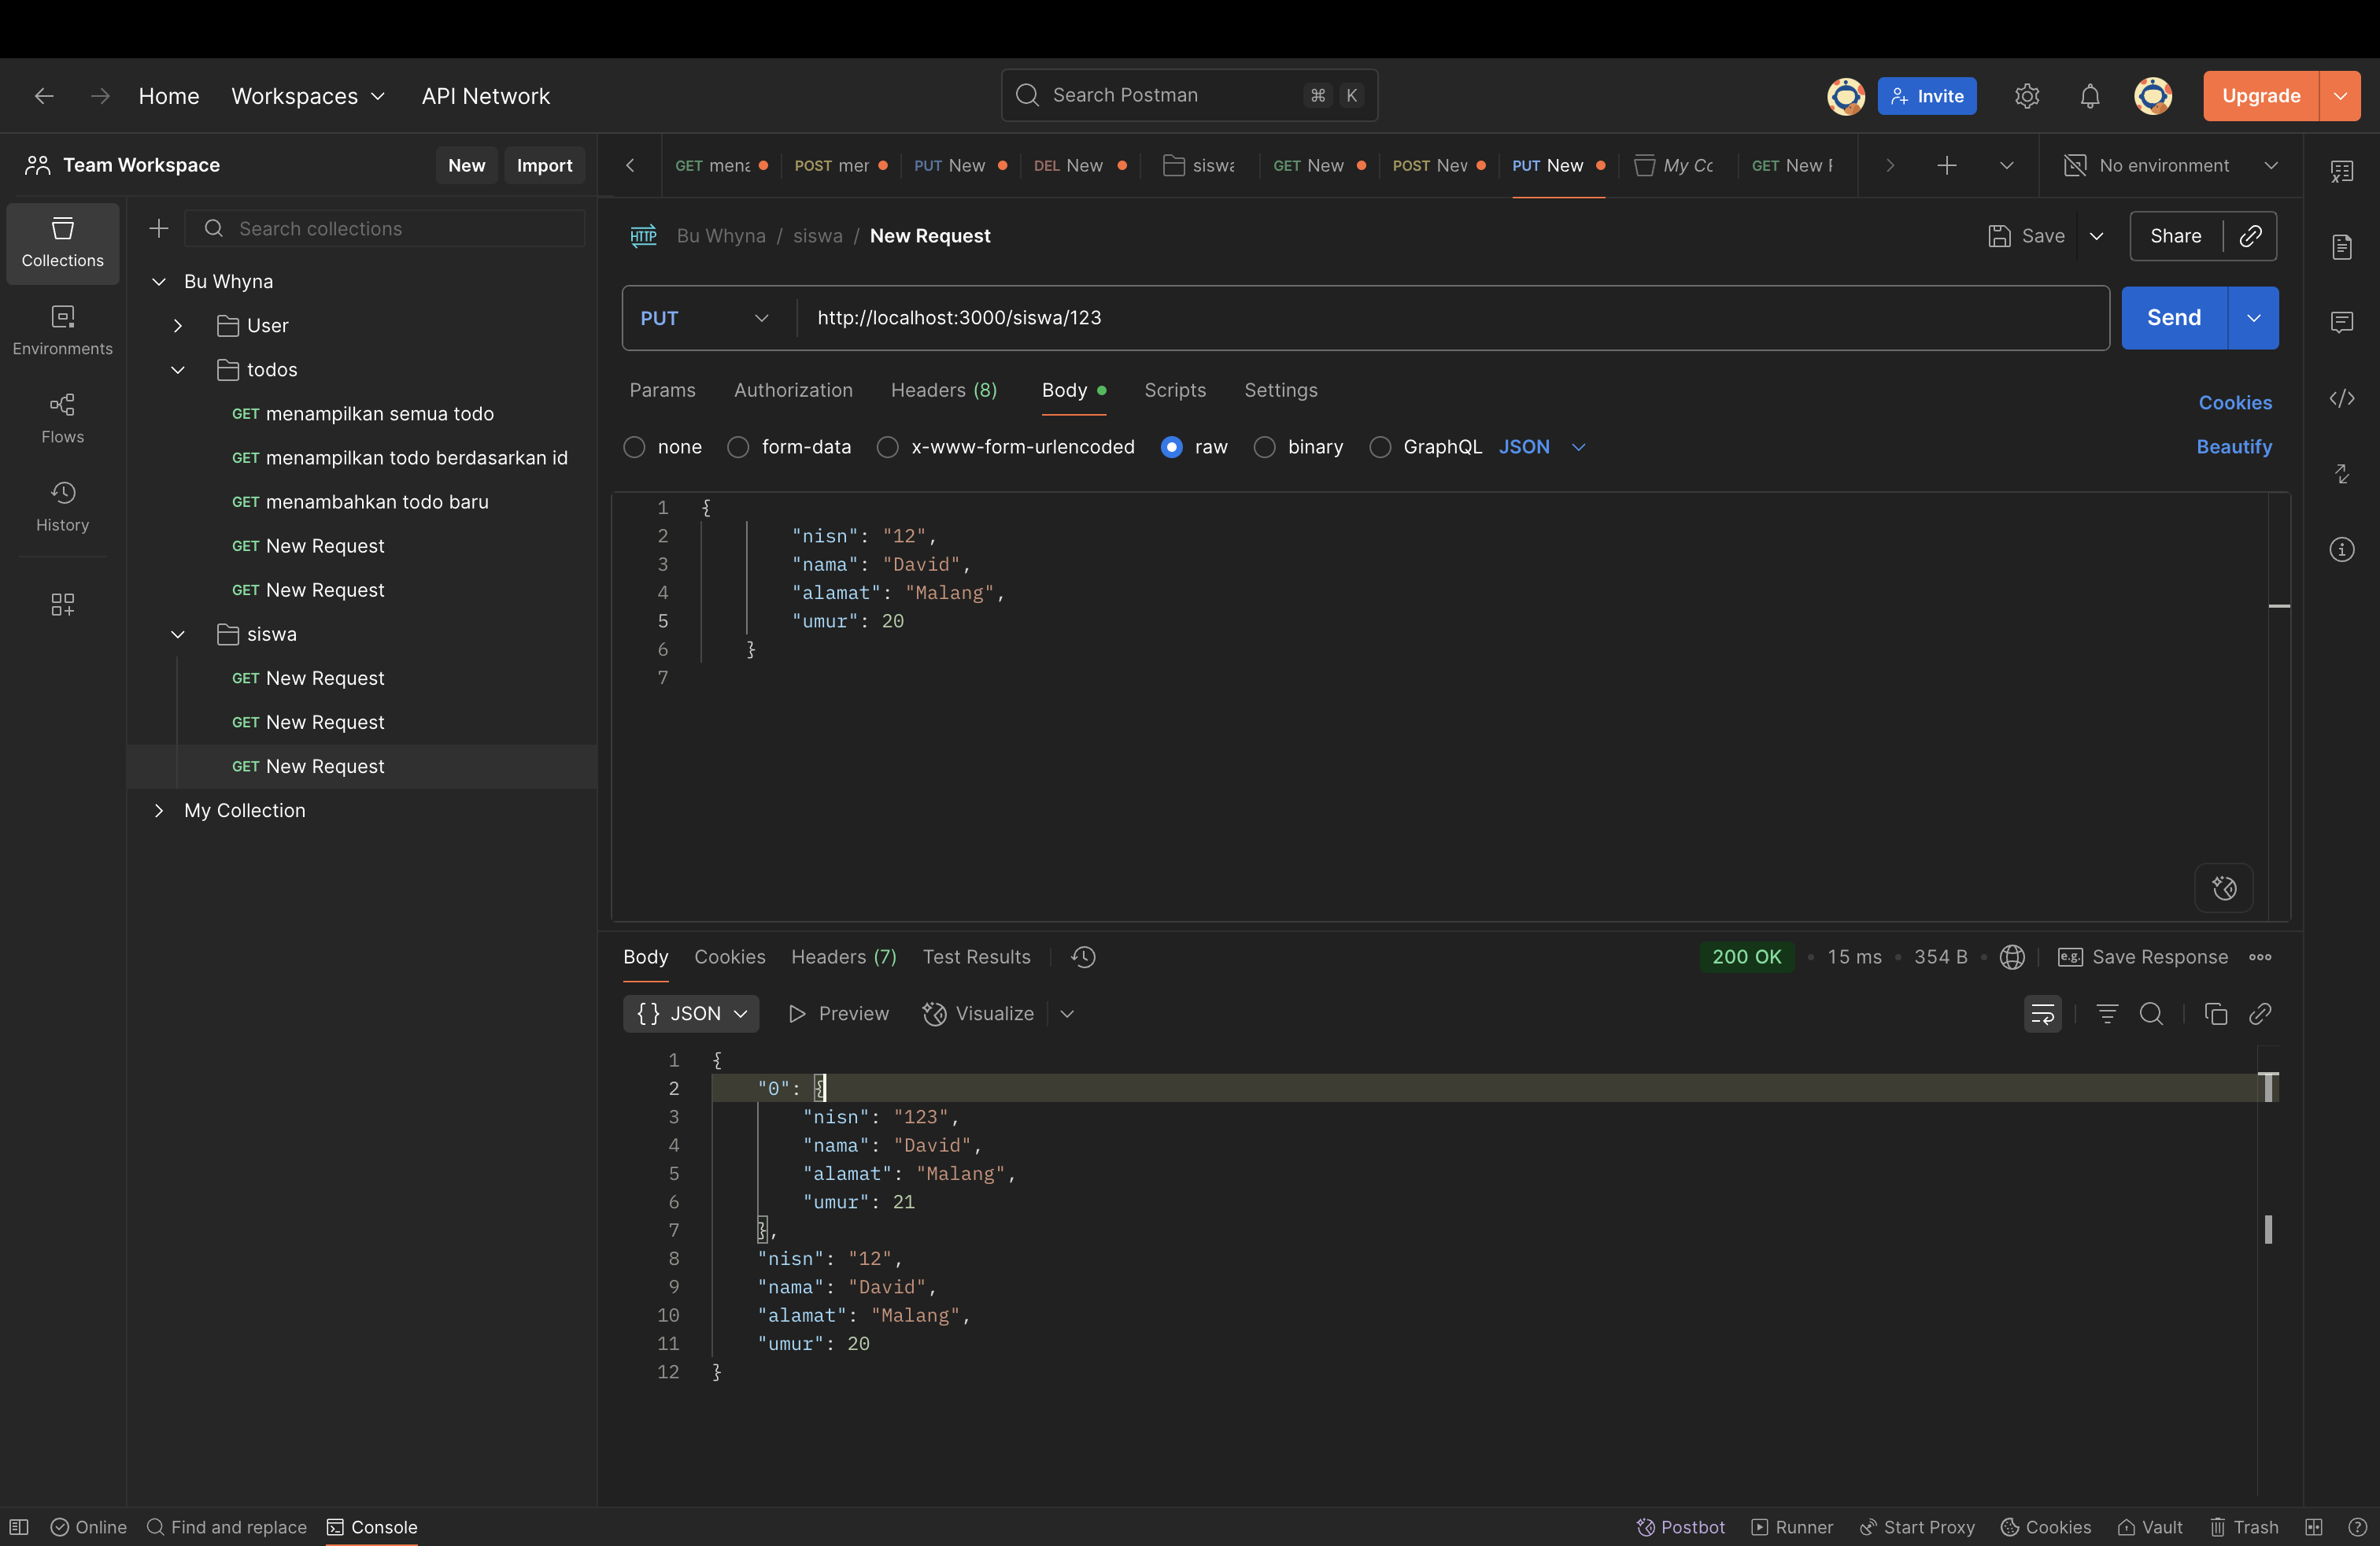 Home Workspaces API Network Search Postman ⌘ K Invite Upgrade
Team Workspace New Import
GET mena POST mer PUT New DEL New siswa GET New POST New PUT New My Co GET New R No environment
Collections
Environments
Flows
History
Search collections
Bu Whyna
User
todos
GET menampilkan semua todo
GET menampilkan todo berdasarkan id
GET menambahkan todo baru
GET New Request
GET New Request
siswa
GET New Request
GET New Request
GET New Request
My Collection
HTTP Bu Whyna / siswa / New Request Save Share
PUT http://localhost:3000/siswa/123 Send
Params Authorization Headers (8) Body Scripts Settings Cookies
none form-data x-www-form-urlencoded raw binary GraphQL JSON Beautify
1 {
2 "nisn": "12",
3 "nama": "David",
4 "alamat": "Malang",
5 "umur": 20
6 }
7
Body Cookies Headers (7) Test Results 200 OK 15 ms 354 B e.g. Save Response
{} JSON Preview Visualize
1 {
2 "0": {
3 "nisn": "123",
4 "nama": "David",
5 "alamat": "Malang",
6 "umur": 21
7 },
8 "nisn": "12",
9 "nama": "David",
10 "alamat": "Malang",
11 "umur": 20
12 }
Online Find and replace Console Postbot Runner Start Proxy Cookies Vault Trash